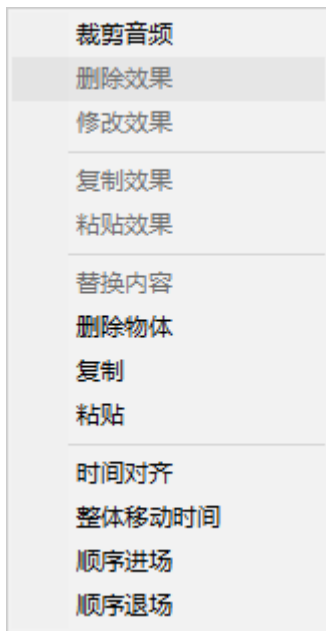 裁剪音频
删除效果
修改效果
复制效果
粘贴效果
替换内容
删除物体
复制
粘贴
时间对齐
整体移动时间
顺序进场
顺序退场